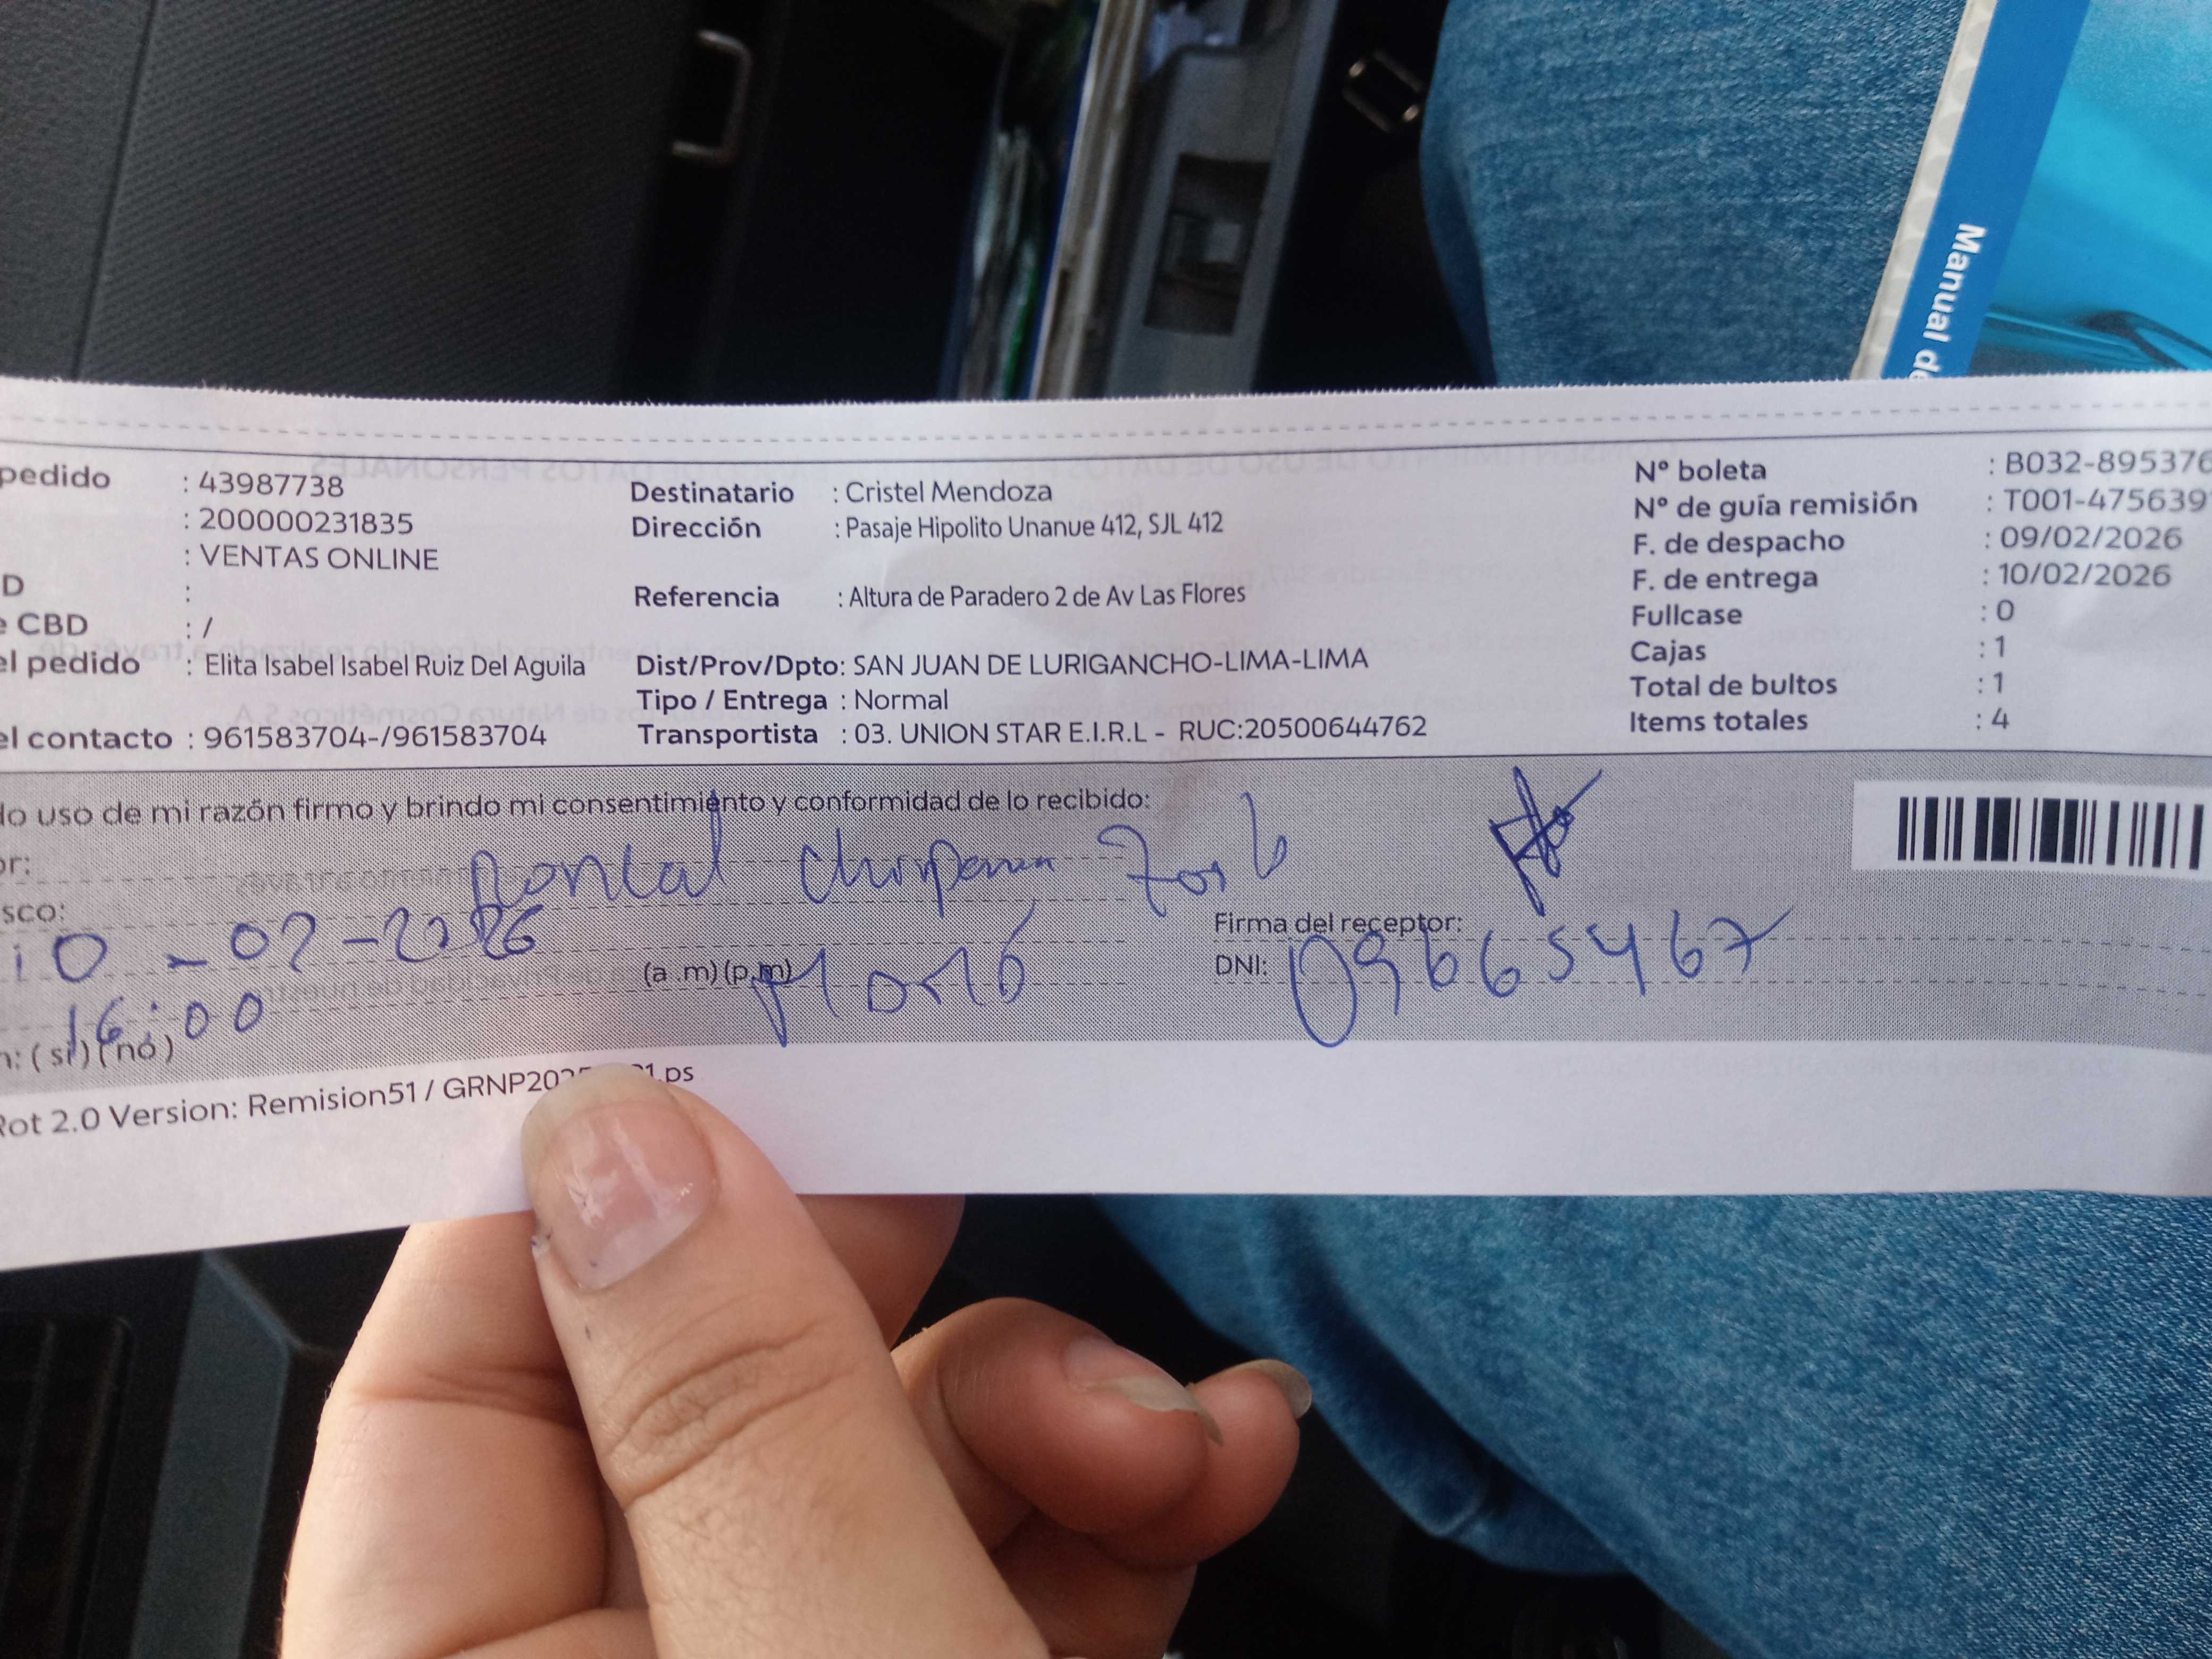 Manual de
pedido : 43987738
: 200000231835
: VENTAS ONLINE
D :
e CBD : /
el pedido : Elita Isabel Isabel Ruiz Del Aguila
el contacto : 961583704-/961583704
Destinatario : Cristel Mendoza
Dirección : Pasaje Hipolito Unanue 412, SJL 412
Referencia : Altura de Paradero 2 de Av Las Flores
Dist/Prov/Dpto: SAN JUAN DE LURIGANCHO-LIMA-LIMA
Tipo / Entrega : Normal
Transportista : 03. UNION STAR E.I.R.L - RUC:20500644762
N° boleta : B032-895376
N° de guía remisión : T001-475639
F. de despacho : 09/02/2026
F. de entrega : 10/02/2026
Fullcase : 0
Cajas : 1
Total de bultos : 1
Items totales : 4
do uso de mi razón firmo y brindo mi consentimiento y conformidad de lo recibido:
or:
sco:
10-02-2026
Firma del receptor:
(a .m) (p.m)
DNI: 09665467
16:00
n: ( si ) ( no )
Rot 2.0 Version: Remision51 / GRNP202 1.ps